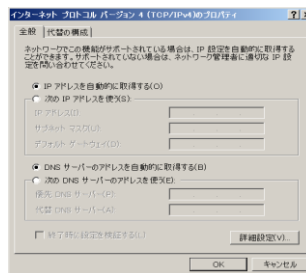 インターネット プロトコル バージョン 4 (TCP/IPv4)のプロパティ
全般
代替の構成
ネットワークでこの機能がサポートされている場合は、IP 設定を自動的に取得する
ことができます。サポートされていない場合は、ネットワーク管理者に適切な IP 設
定を問い合わせてください。
IP アドレスを自動的に取得する(O)
次の IP アドレスを使う(S):
IP アドレス(I):
サブネット マスク(U):
デフォルト ゲートウェイ(D):
DNS サーバーのアドレスを自動的に取得する(B)
次の DNS サーバーのアドレスを使う(E):
優先 DNS サーバー(P):
代替 DNS サーバー(A):
終了時に設定を検証する(L)
詳細設定(V)...
OK
キャンセル